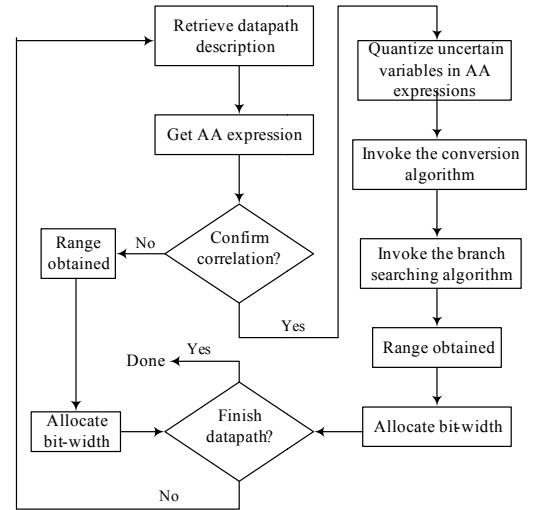 Retrieve datapath
description
Get AA expression
Confirm
correlation?
No
Range
obtained
Yes
Quantize uncertain
variables in AA
expressions
Invoke the conversion
algorithm
Invoke the branch
searching algorithm
Range obtained
Allocate bit-width
Allocate
bit-width
Finish
datapath?
Yes
Done
No